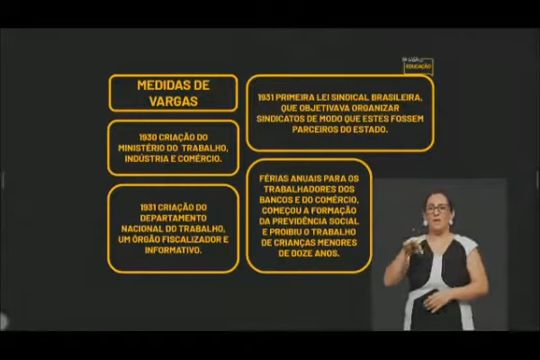 EDUCAÇÃO
MEDIDAS DE
VARGAS
1930 CRIAÇÃO DO
MINISTÉRIO DO TRABALHO,
INDÚSTRIA E COMÉRCIO.
1931 CRIAÇÃO DO
DEPARTAMENTO
NACIONAL DO TRABALHO,
UM ÓRGÃO FISCALIZADOR E
INFORMATIVO.
1931 PRIMEIRA LEI SINDICAL BRASILEIRA,
QUE OBJETIVAVA ORGANIZAR
SINDICATOS DE MODO QUE ESTES FOSSEM
PARCEIROS DO ESTADO.
FÉRIAS ANUAIS PARA OS
TRABALHADORES DOS
BANCOS E DO COMÉRCIO,
COMEÇOU A FORMAÇÃO
DA PREVIDÊNCIA SOCIAL
E PROIBIU O TRABALHO
DE CRIANÇAS MENORES
DE DOZE ANOS.